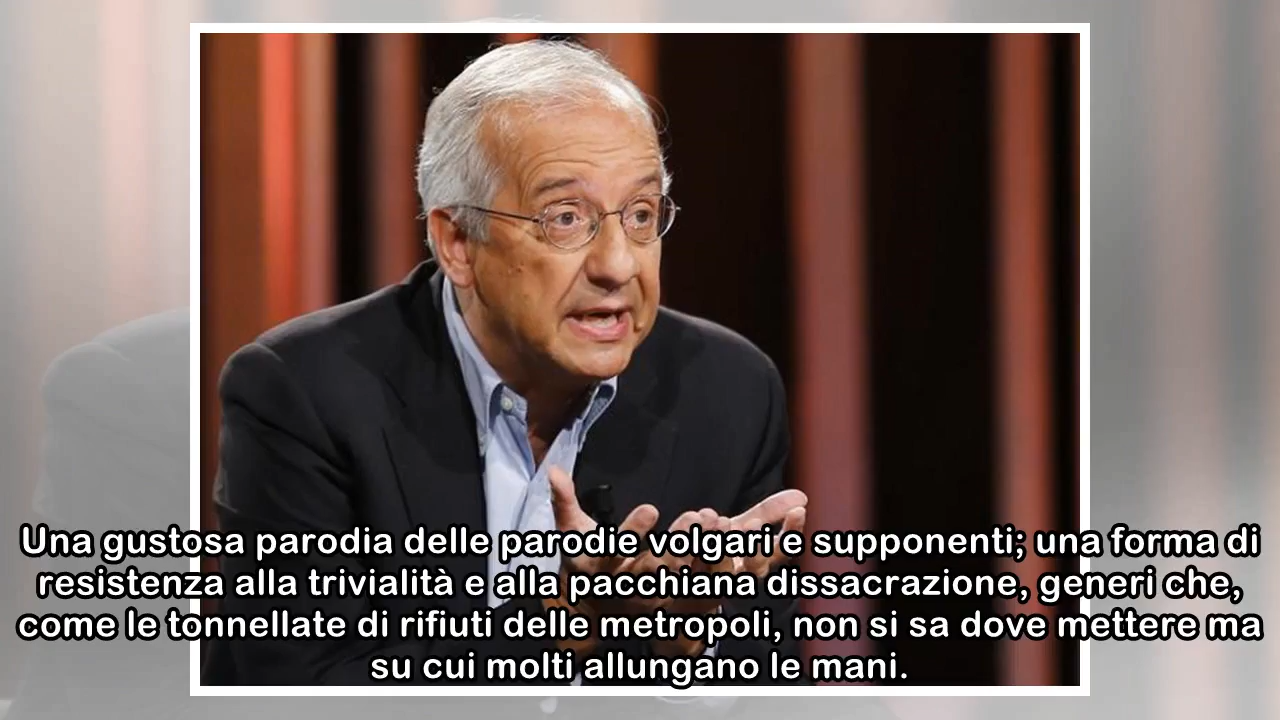 Una gustosa parodia delle parodie volgari e supponenti; una forma di
resistenza alla trivialità e alla pacchiana dissacrazione, generi che,
come le tonnellate di rifiuti delle metropoli, non si sa dove mettere ma
su cui molti allungano le mani.